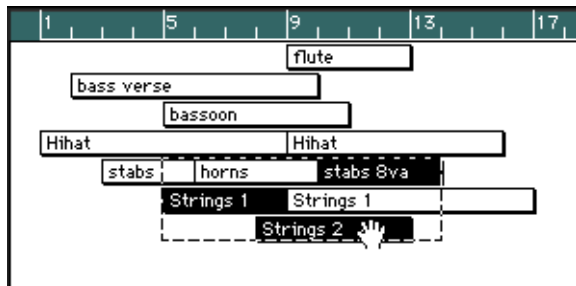 1 5 9 13 17
flute
bass verse
bassoon
Hihat Hihat
stabs horns stabs 8va
Strings 1 Strings 1
Strings 2